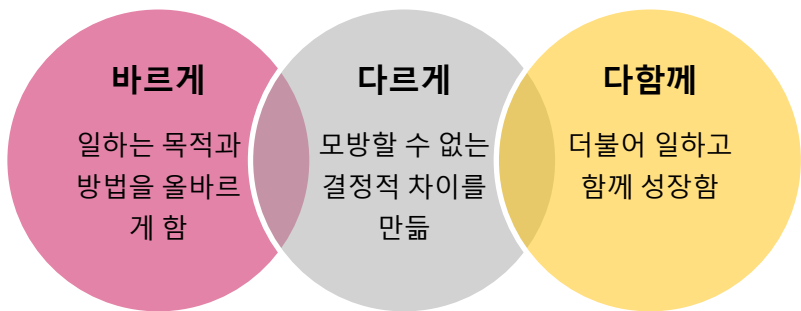 바르게
일하는 목적과
방법을 올바르
게 함
다르게
모방할 수 없는
결정적 차이를
만듦
다함께
더불어 일하고
함께 성장함